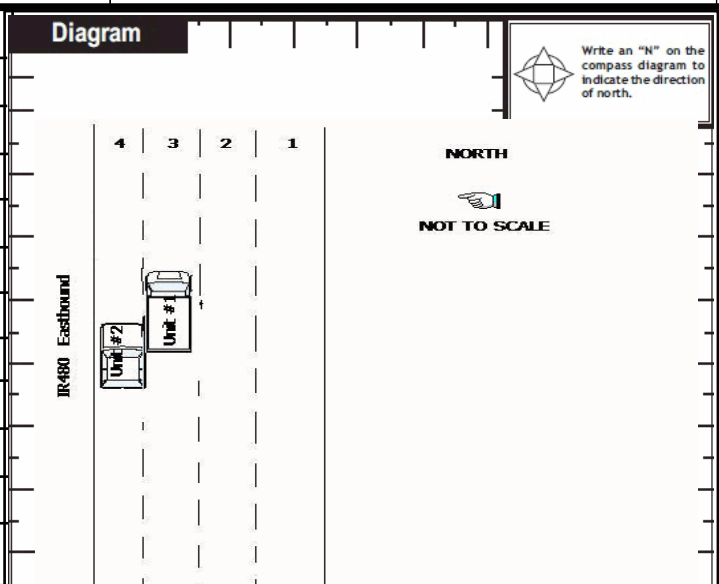 Diagram
Write an "N" on the
compass diagram to
indicate the direction
of north.
4 3 2 1
NORTH
NOT TO SCALE
IR480 Eastbound
Unit #1
Unit #2